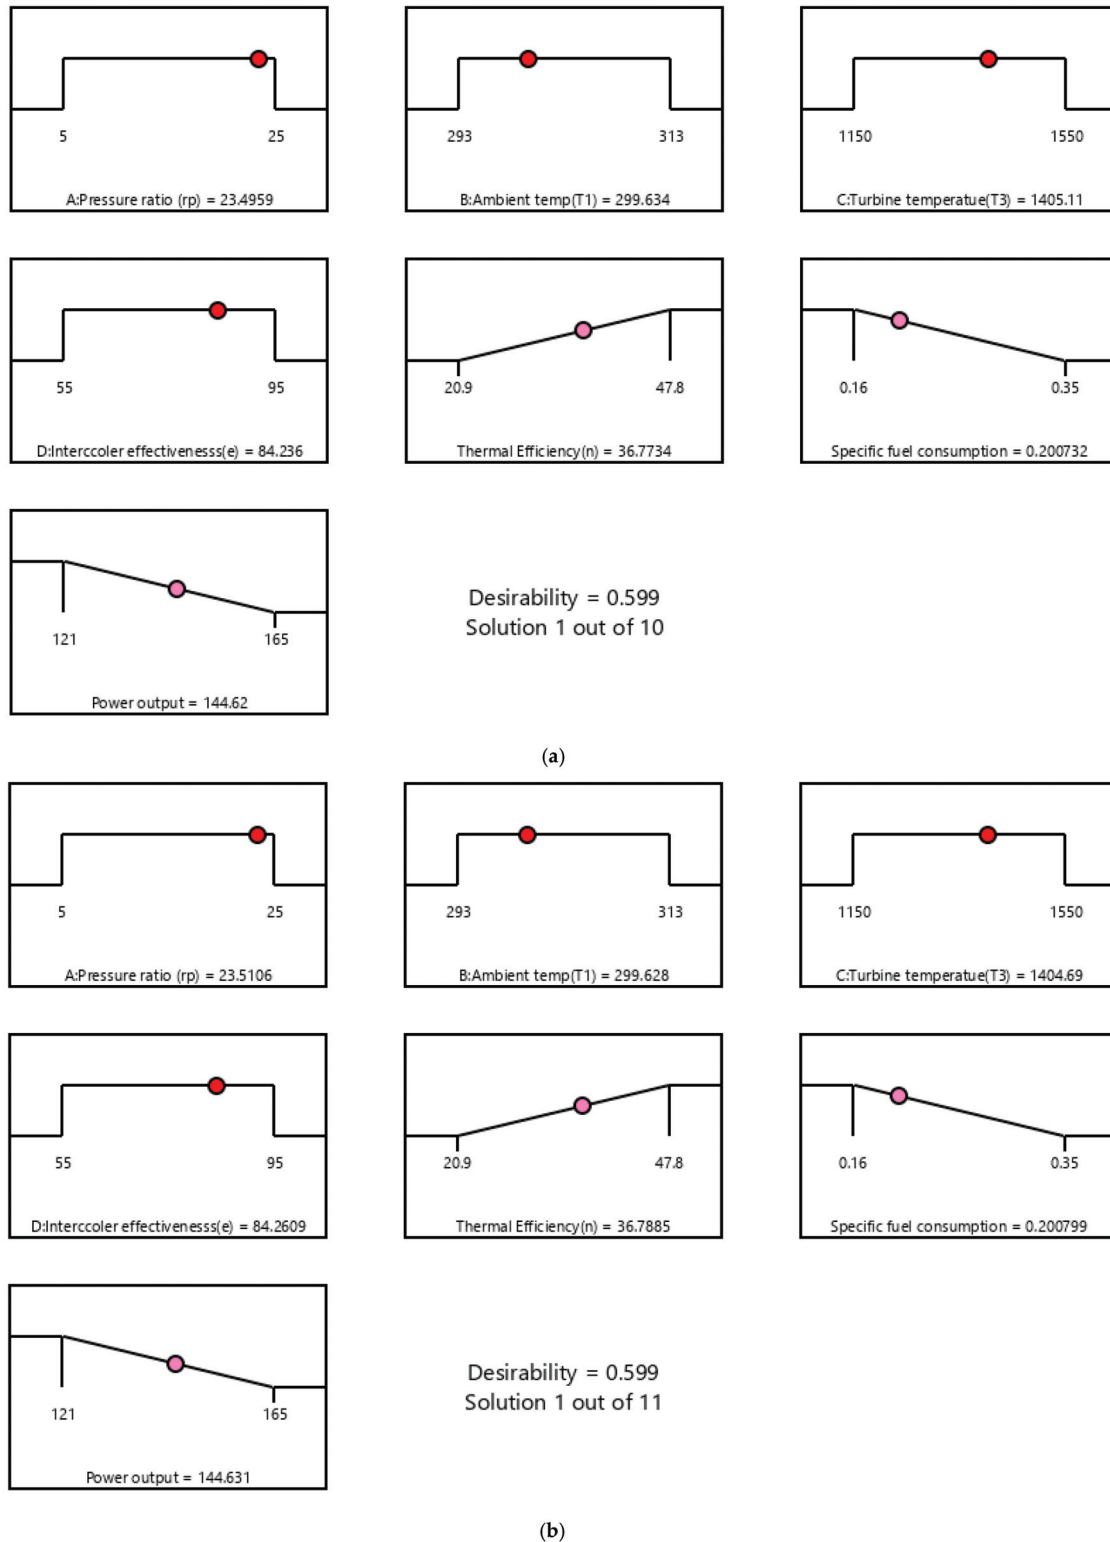 5 25
A:Pressure ratio (rp) = 23.4959
293 313
B:Ambient temp(T1) = 299.634
1150 1550
C:Turbine temperatue(T3) = 1405.11
55 95
D:Interccoler effectivenesss(e) = 84.236
20.9 47.8
Thermal Efficiency(n) = 36.7734
0.16 0.35
Specific fuel consumption = 0.200732
121 165
Power output = 144.62
Desirability = 0.599
Solution 1 out of 10
(a)
5 25
A:Pressure ratio (rp) = 23.5106
293 313
B:Ambient temp(T1) = 299.628
1150 1550
C:Turbine temperatue(T3) = 1404.69
55 95
D:Interccoler effectivenesss(e) = 84.2609
20.9 47.8
Thermal Efficiency(n) = 36.7885
0.16 0.35
Specific fuel consumption = 0.200799
121 165
Power output = 144.631
Desirability = 0.599
Solution 1 out of 11
(b)